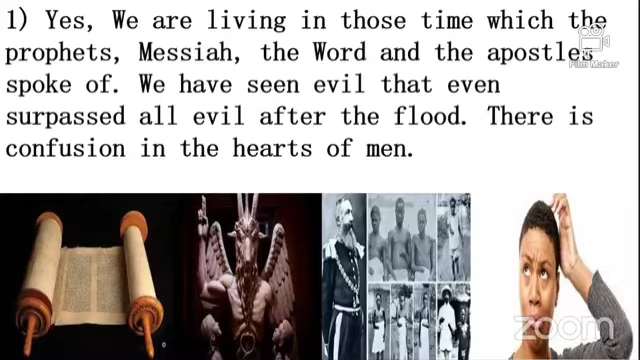 1) Yes, We are living in those time which the
prophets, Messiah, the Word and the apostles
spoke of. We have seen evil that even
surpassed all evil after the flood. There is
confusion in the hearts of men.
Film Maker
zoom